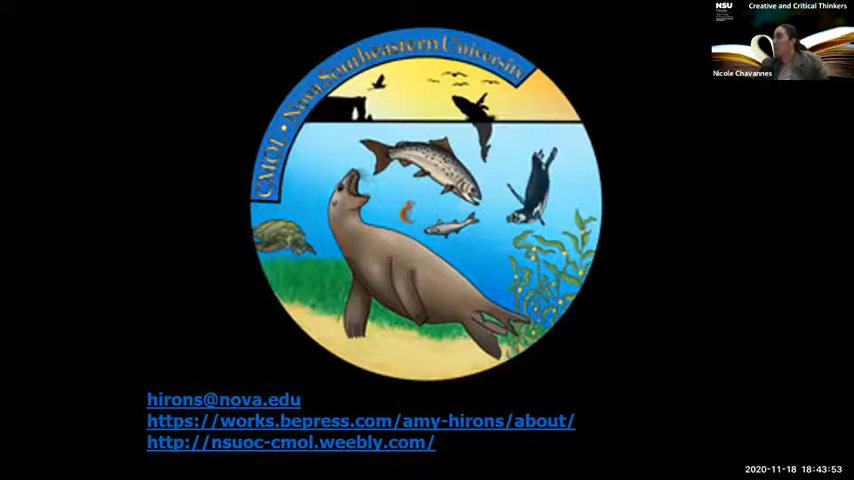 CMOL • Nova Southeastern University
hirons@nova.edu
https://works.bepress.com/amy-hirons/about/
http://nsuoc-cmol.weebly.com/
NSU
Florida
Creative and Critical Thinkers
Nicole Chavannes
2020-11-18 18:43:53